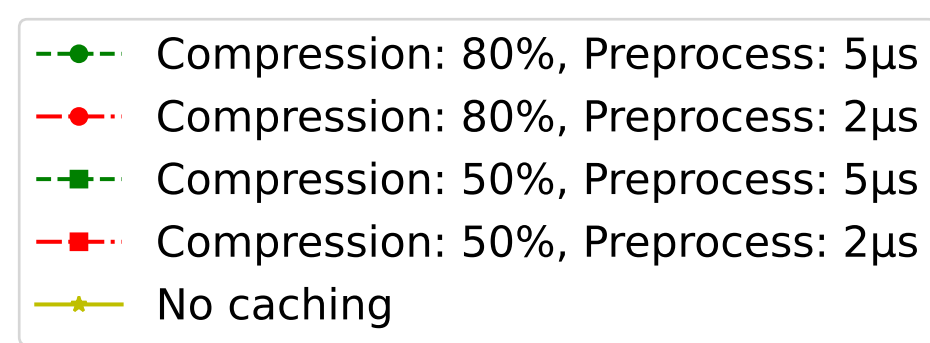 Compression: 80%, Preprocess: 5µs
Compression: 80%, Preprocess: 2µs
Compression: 50%, Preprocess: 5µs
Compression: 50%, Preprocess: 2µs
No caching